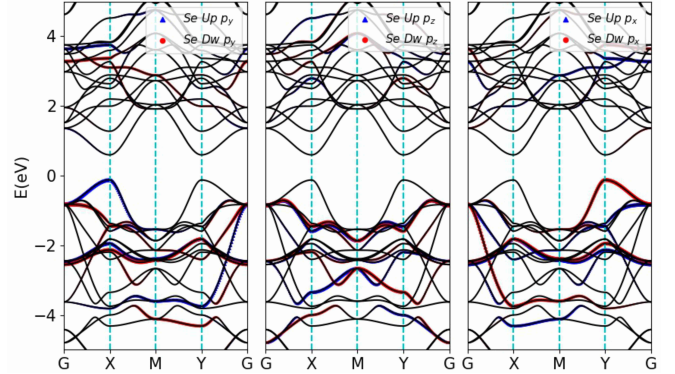 Se Up p_y
Se Dw p_y
Se Up p_z
Se Dw p_z
Se Up p_x
Se Dw p_x
E(eV)
4
2
0
−2
−4
G X M Y G
X M Y G
G X M Y G